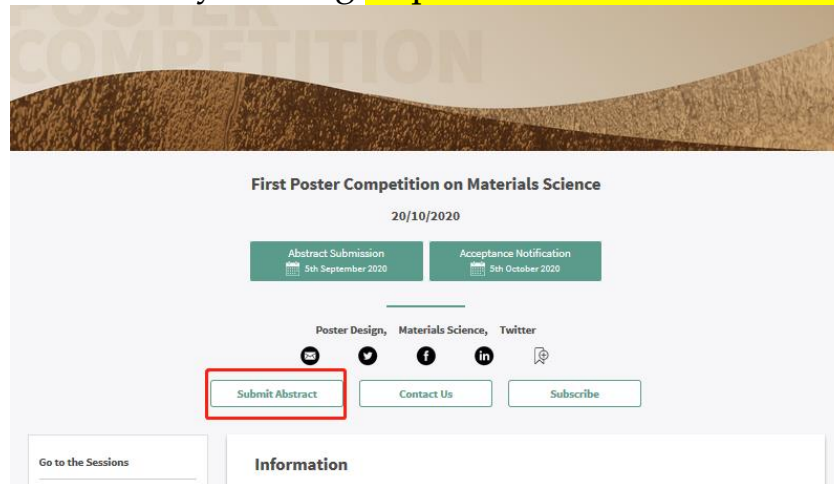 POSTER
COMPETITION
First Poster Competition on Materials Science
20/10/2020
Abstract Submission
5th September 2020
Acceptance Notification
5th October 2020
Poster Design, Materials Science, Twitter
Submit Abstract
Contact Us
Subscribe
Go to the Sessions
Information